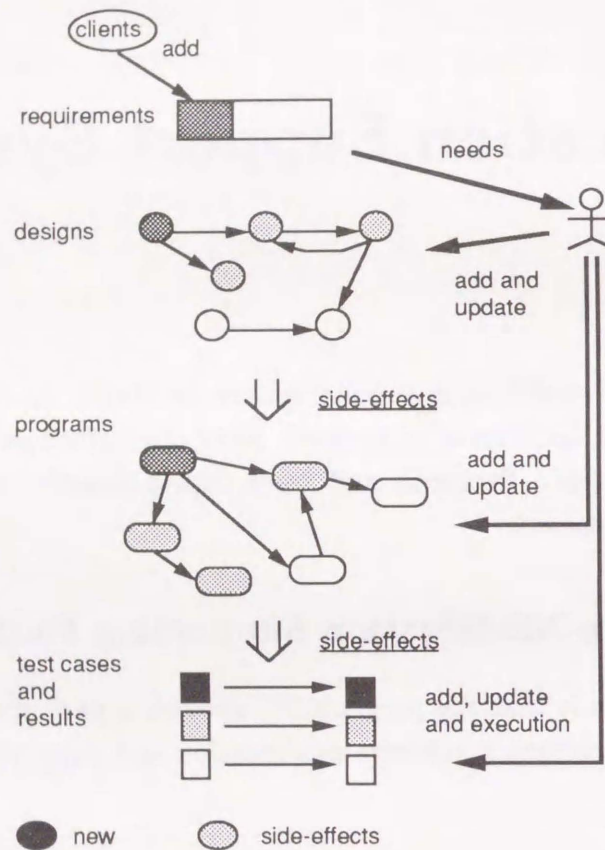 clients
add
requirements
needs
designs
add and
update
side-effects
programs
add and
update
side-effects
test cases
and
results
add, update
and execution
new
side-effects